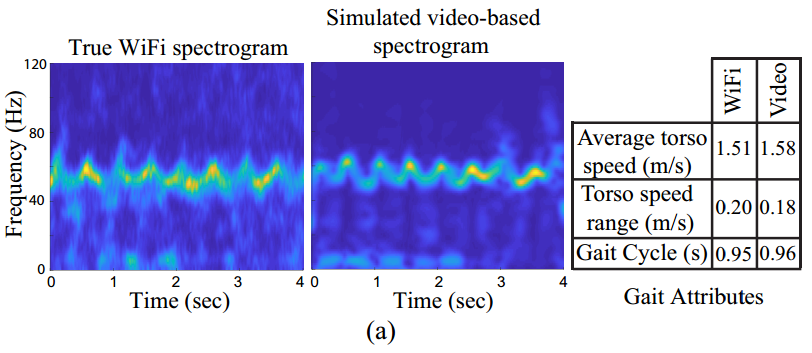 True WiFi spectrogram
Simulated video-based
spectrogram
Frequency (Hz)
120
80
40
0
0 1 2 3 4
Time (sec)
0 1 2 3 4
Time (sec)
WiFi Video
Average torso
speed (m/s) 1.51 1.58
Torso speed
range (m/s) 0.20 0.18
Gait Cycle (s) 0.95 0.96
Gait Attributes
(a)